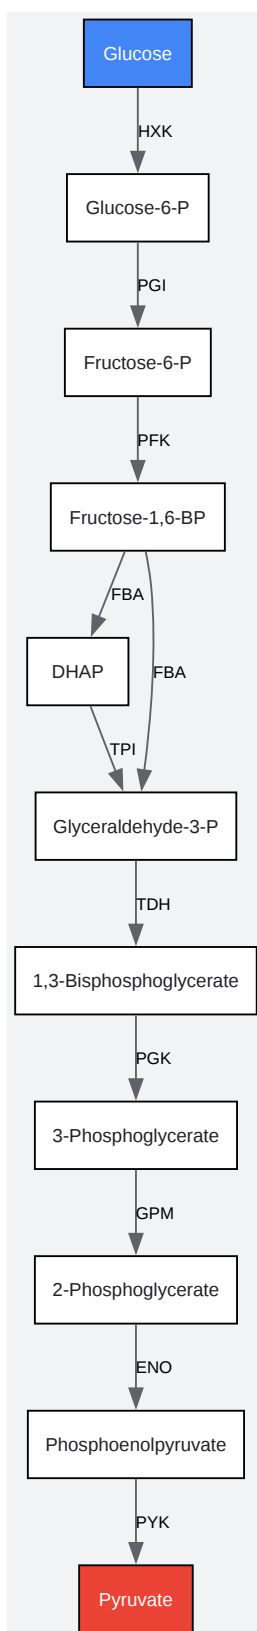 Glucose
HXK
Glucose-6-P
PGI
Fructose-6-P
PFK
Fructose-1,6-BP
FBA
DHAP
FBA
TPI
Glyceraldehyde-3-P
TDH
1,3-Bisphosphoglycerate
PGK
3-Phosphoglycerate
GPM
2-Phosphoglycerate
ENO
Phosphoenolpyruvate
PYK
Pyruvate